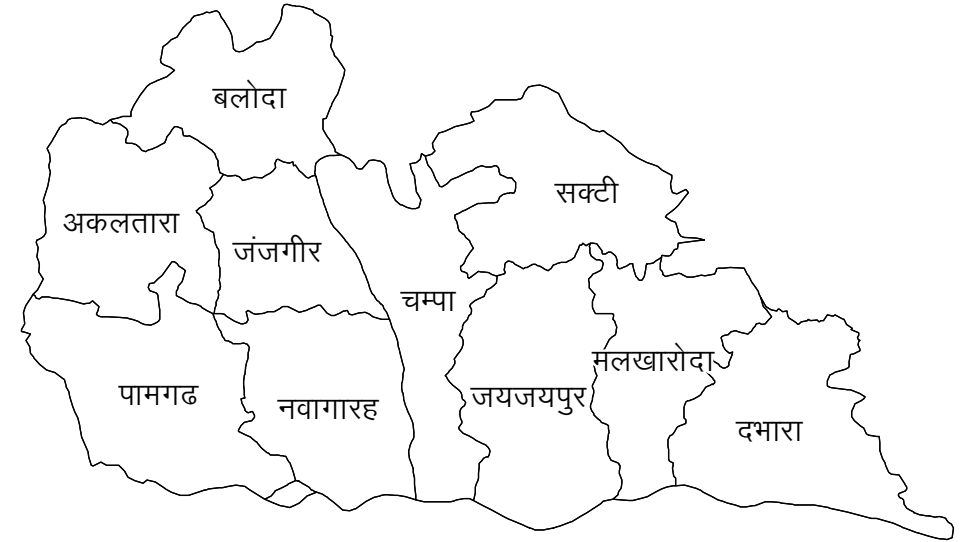 बलोदा
सक्टी
अकलतारा
जंजगीर
चम्पा
मलखारोदा
पामगढ
जयजयपुर
नवागारह
दभारा